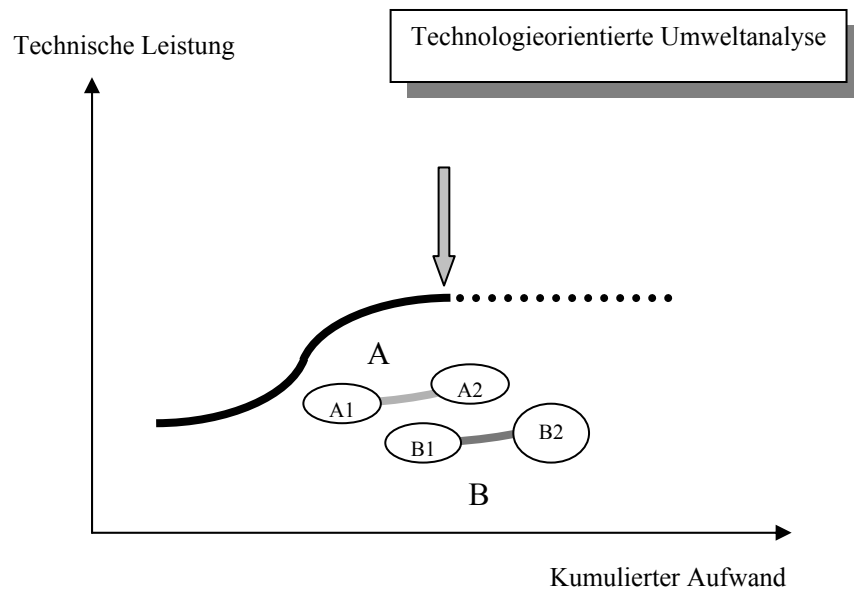 Technologieorientierte Umweltanalyse
Technische Leistung
A
A1
A2
B1
B2
B
Kumulierter Aufwand